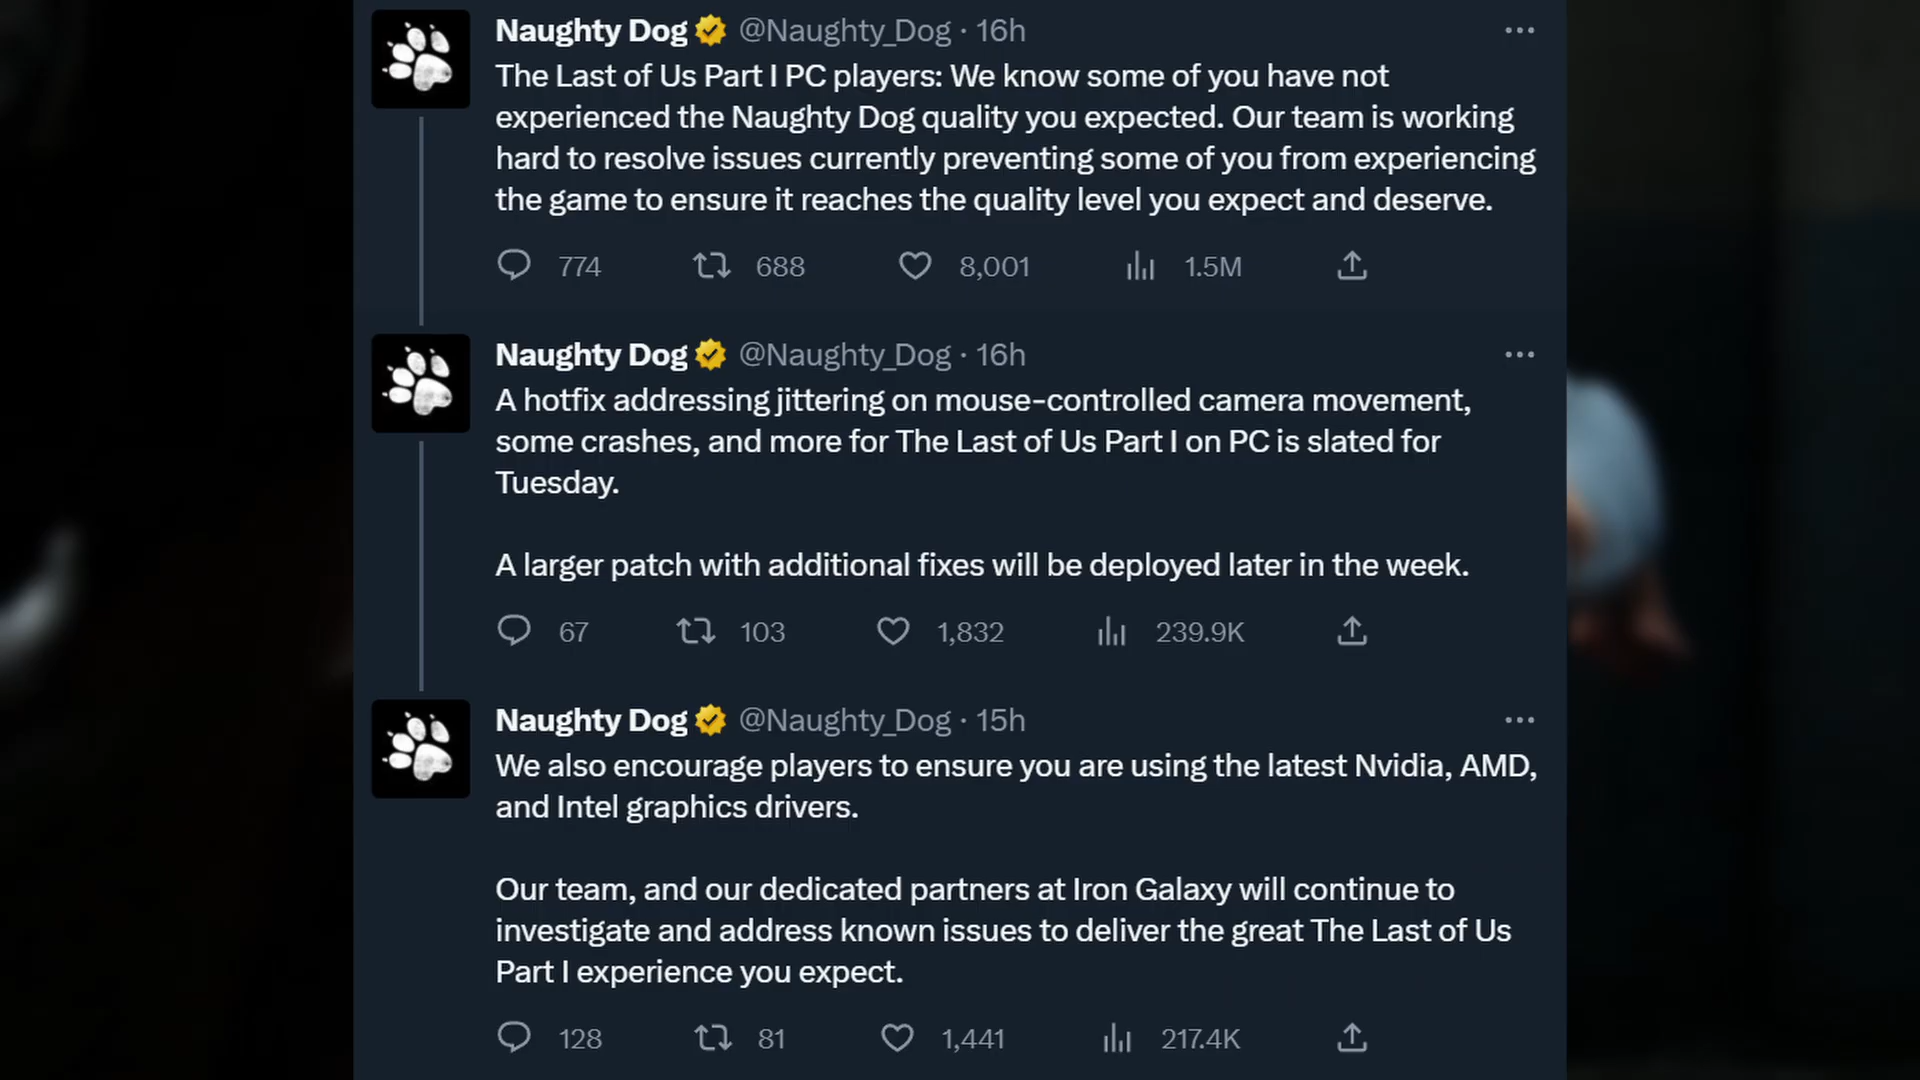 Naughty Dog @Naughty_Dog · 16h
The Last of Us Part I PC players: We know some of you have not
experienced the Naughty Dog quality you expected. Our team is working
hard to resolve issues currently preventing some of you from experiencing
the game to ensure it reaches the quality level you expect and deserve.
774 688 8,001 1.5M
Naughty Dog @Naughty_Dog · 16h
A hotfix addressing jittering on mouse-controlled camera movement,
some crashes, and more for The Last of Us Part I on PC is slated for
Tuesday.
A larger patch with additional fixes will be deployed later in the week.
67 103 1,832 239.9K
Naughty Dog @Naughty_Dog · 15h
We also encourage players to ensure you are using the latest Nvidia, AMD,
and Intel graphics drivers.
Our team, and our dedicated partners at Iron Galaxy will continue to
investigate and address known issues to deliver the great The Last of Us
Part I experience you expect.
128 81 1,441 217.4K